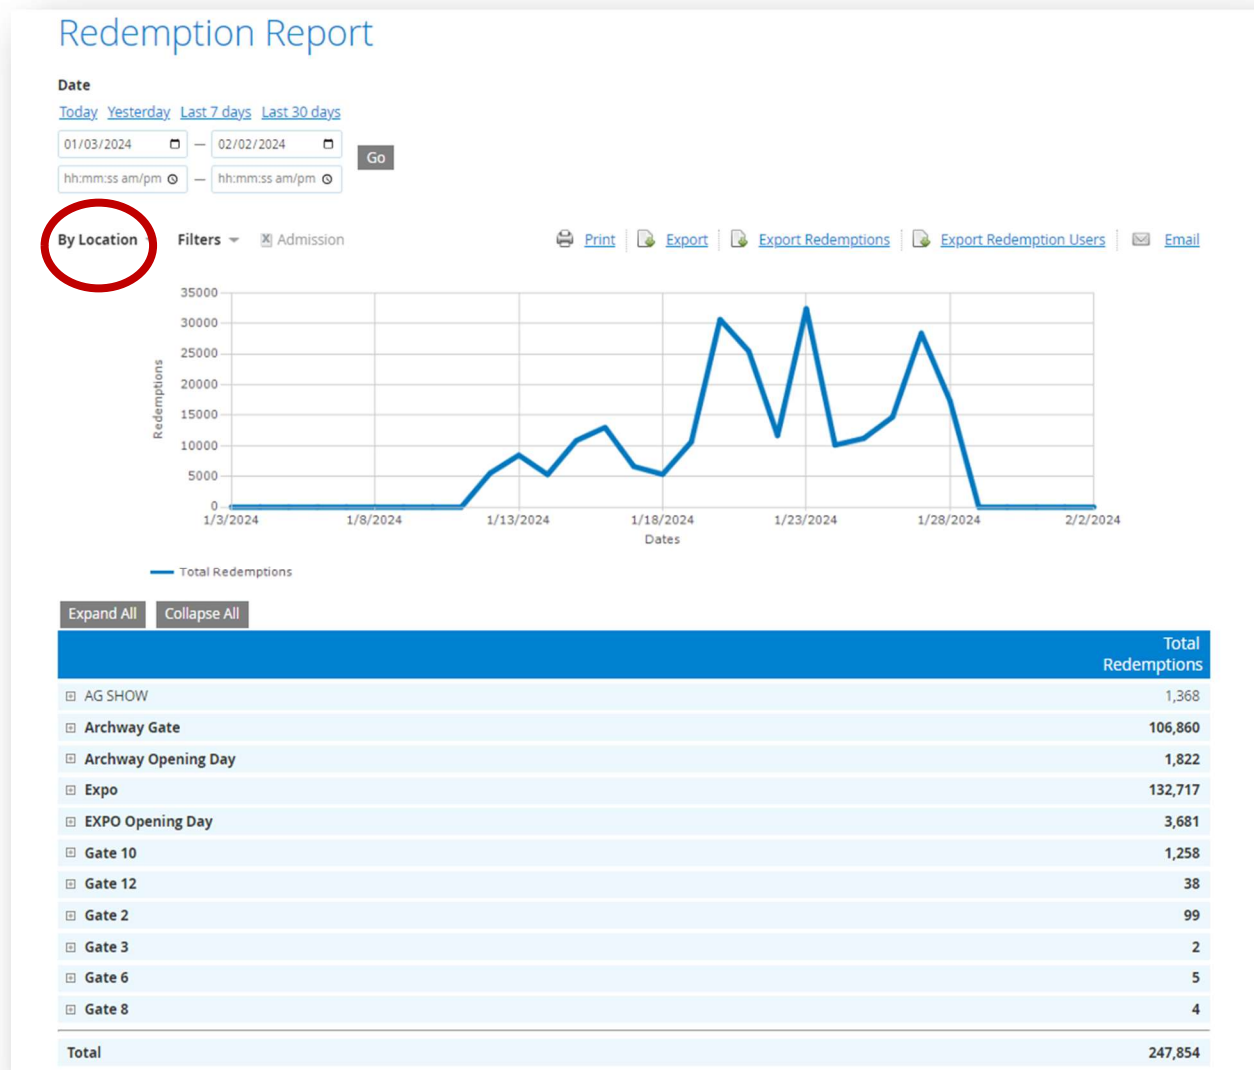 Redemption Report
Date
Today Yesterday Last 7 days Last 30 days
01/03/2024 — 02/02/2024
Go
hh:mm:ss am/pm — hh:mm:ss am/pm
By Location Filters Admission Print Export Export Redemptions Export Redemption Users Email
35000
30000
25000
20000
15000
10000
5000
0
Redemptions
1/3/2024 1/8/2024 1/13/2024 1/18/2024 1/23/2024 1/28/2024 2/2/2024
Dates
Total Redemptions
Expand All Collapse All
Total
Redemptions
AG SHOW 1,368
Archway Gate 106,860
Archway Opening Day 1,822
Expo 132,717
EXPO Opening Day 3,681
Gate 10 1,258
Gate 12 38
Gate 2 99
Gate 3 2
Gate 6 5
Gate 8 4
Total 247,854